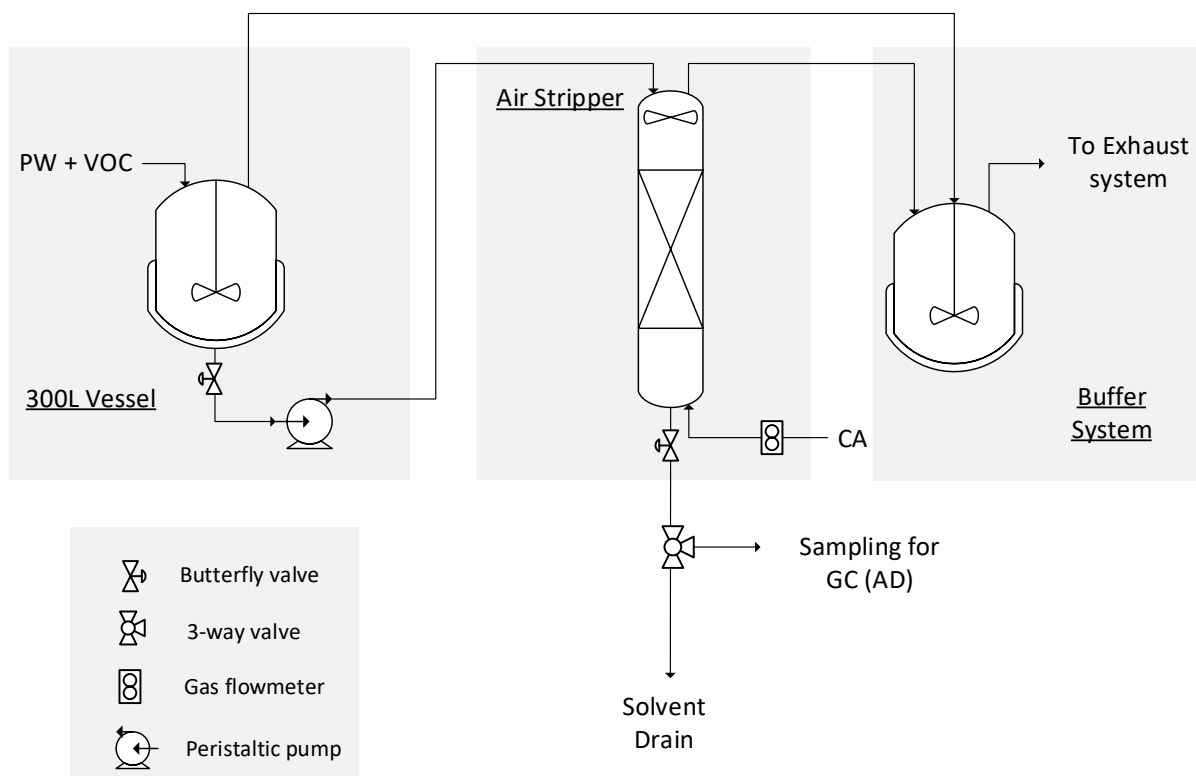 Air Stripper
PW + VOC
To Exhaust
system
300L Vessel
CA
Buffer
System
Sampling for
GC (AD)
Solvent
Drain
Butterfly valve
3-way valve
Gas flowmeter
Peristaltic pump